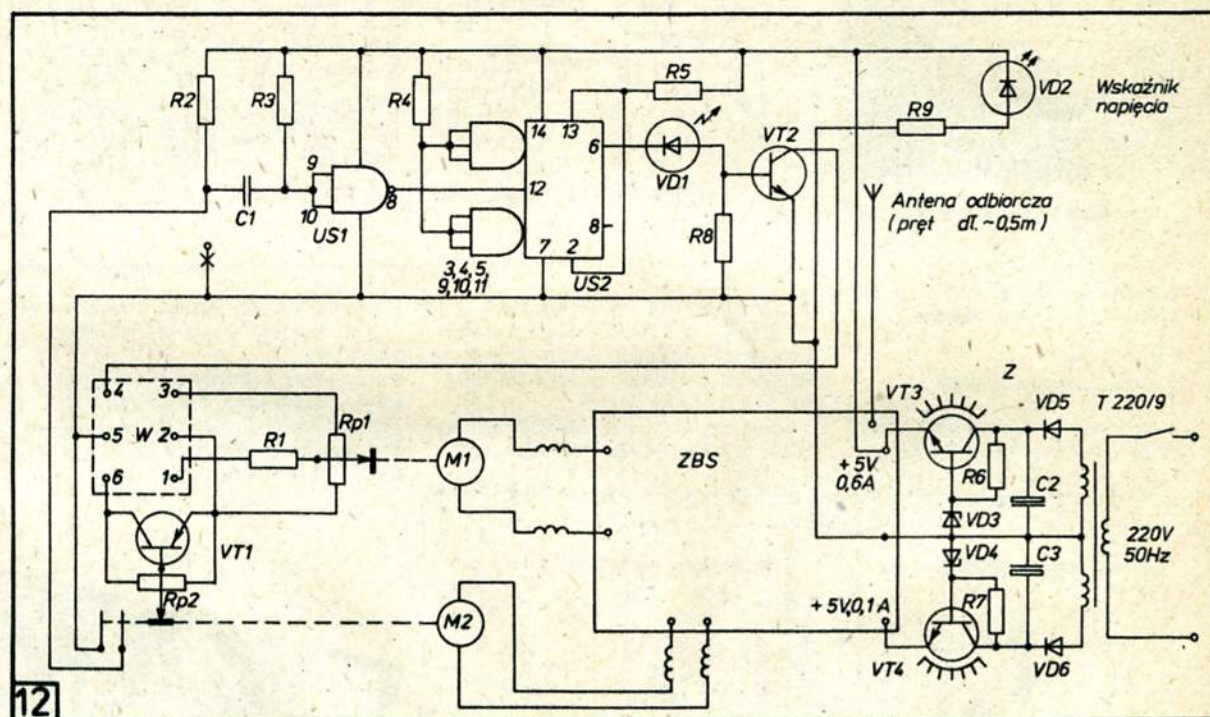 R2
R3
R4
R5
R9
VD2
Wskaźnik
napięcia
14
13
VT2
6
VD1
9
12
C1
10
8
US1
8
R8
Antena odbiorcza
(pręt dł. ~0,5m)
7
2
US2
3,4,5,
9,10,11
4
3
Rp1
VT3
Z
VD5
T 220/9
5
W
2
R1
M1
ZBS
+5V
0,6A
R6
C2
6
1
VD3
VT1
VD4
C3
220V
50Hz
Rp2
M2
+5V,0,1A
R7
VT4
VD6
12